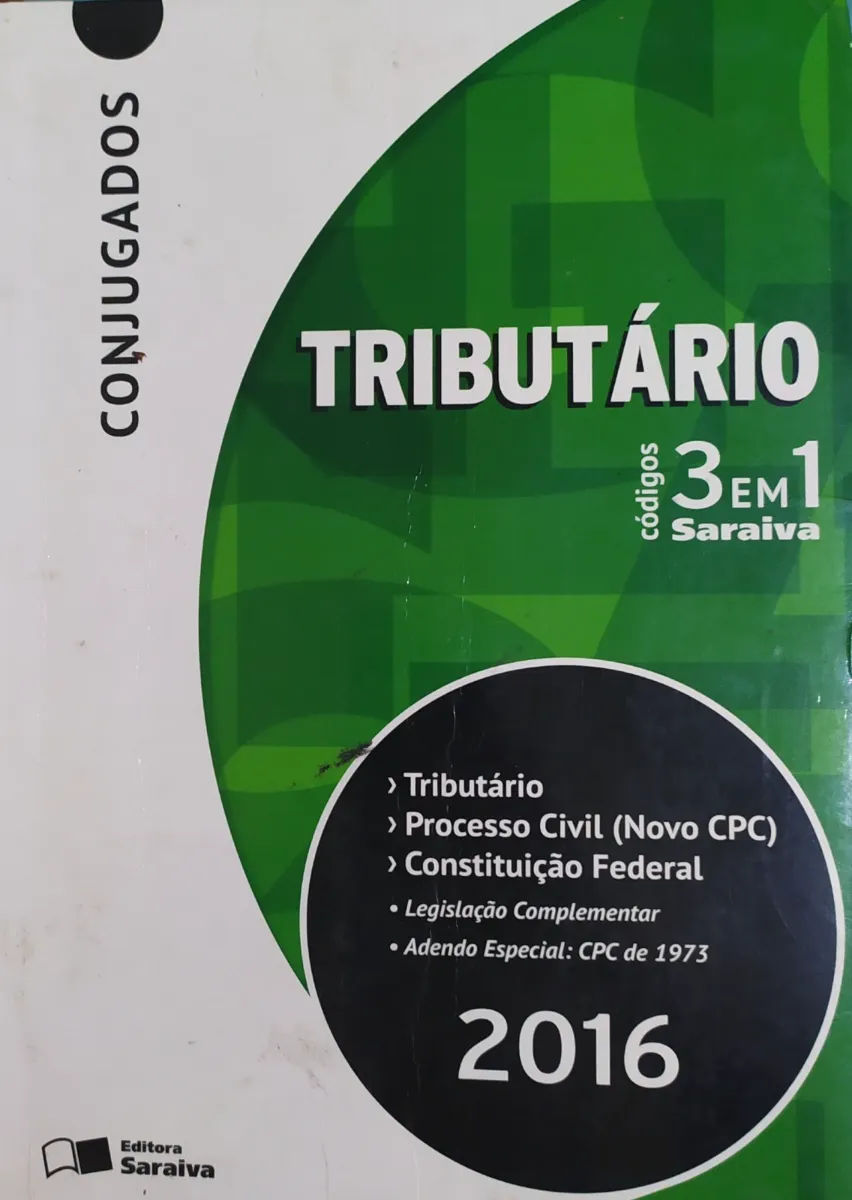 CONJUGADOS
TRIBUTÁRIO
códigos
3 EM 1
Saraiva
› Tributário
› Processo Civil (Novo CPC)
› Constituição Federal
• Legislação Complementar
• Adendo Especial: CPC de 1973
2016
Editora
Saraiva